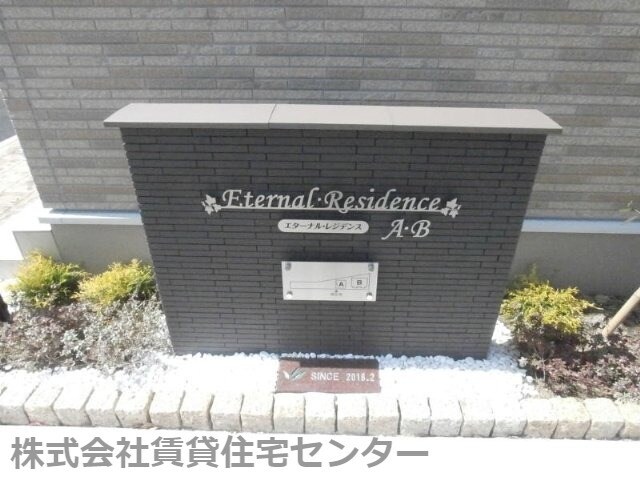 Eternal・Residence
エターナル・レジデンス
A・B
A B
SINCE 2016.2
株式会社賃貸住宅センター